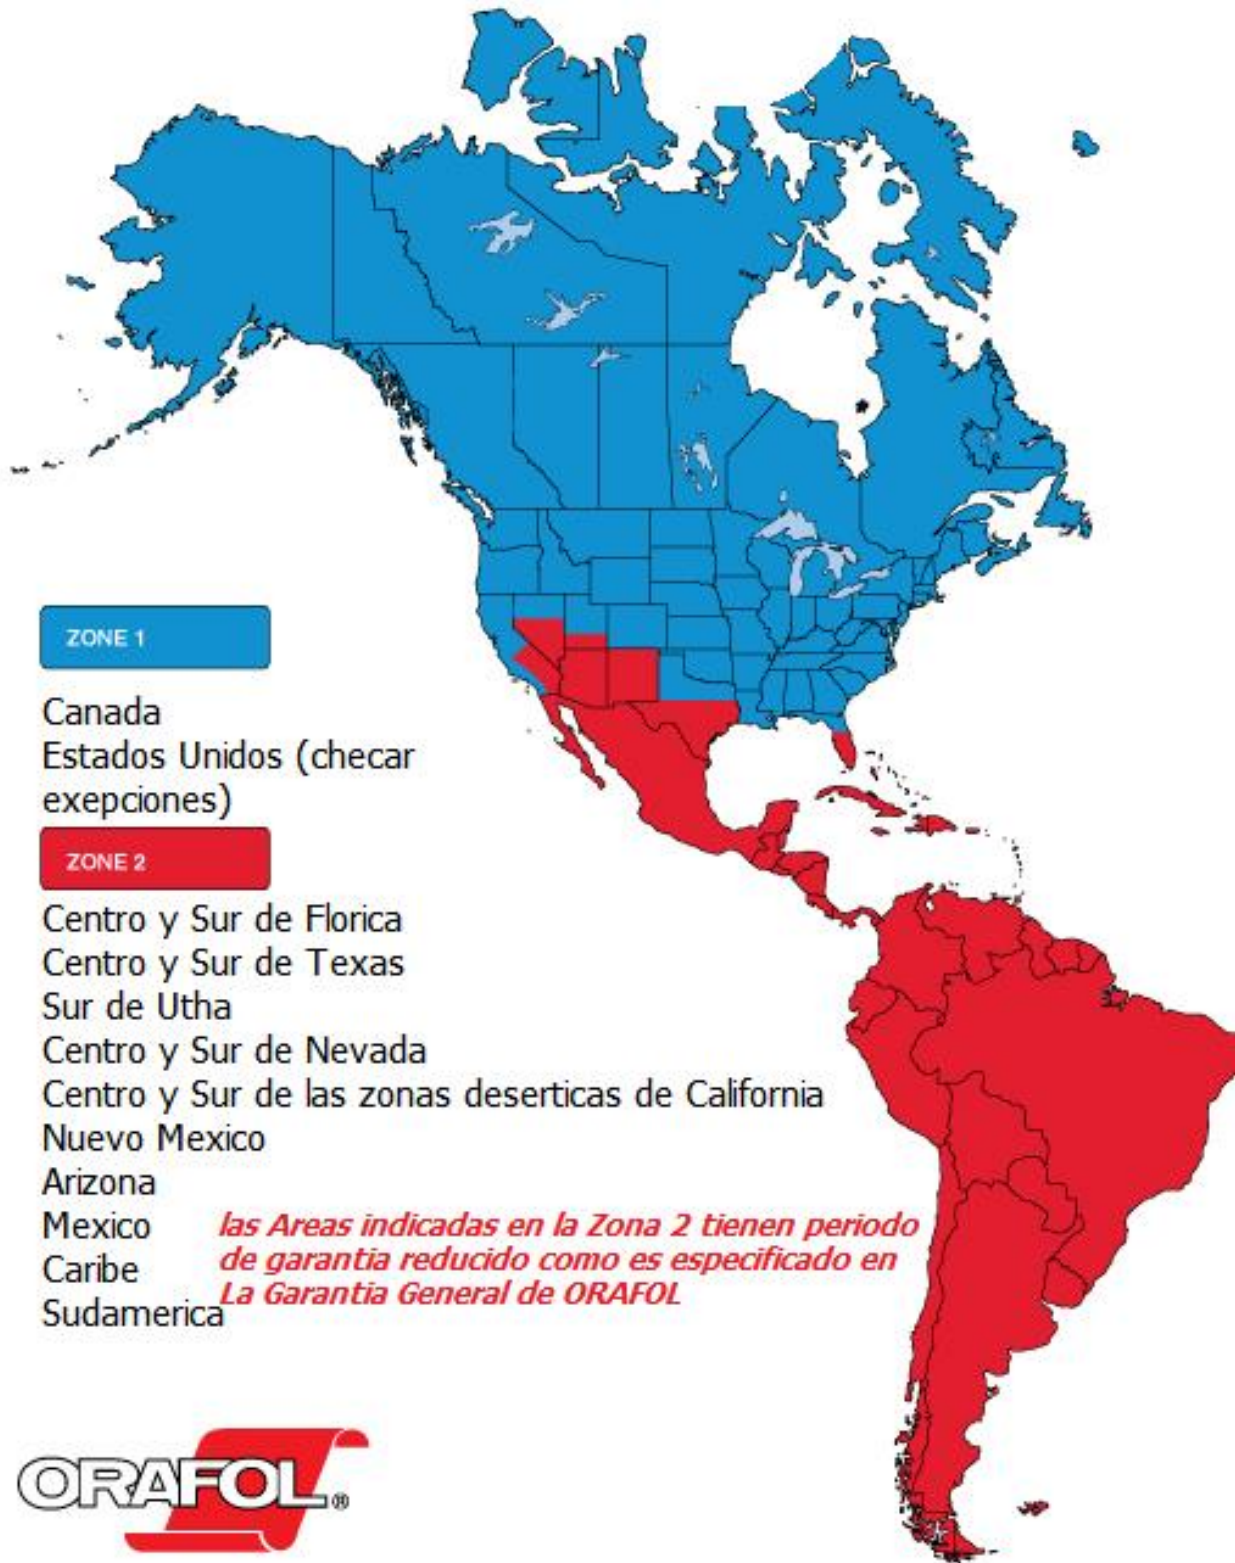 ZONE 1
Canada
Estados Unidos (checar
exepciones)
ZONE 2
Centro y Sur de Florica
Centro y Sur de Texas
Sur de Utha
Centro y Sur de Nevada
Centro y Sur de las zonas deserticas de California
Nuevo Mexico
Arizona
Mexico
Caribe
Sudamerica
las Areas indicadas en la Zona 2 tienen periodo
de garantia reducido como es especificado en
La Garantia General de ORAFOL
ORAFOL®